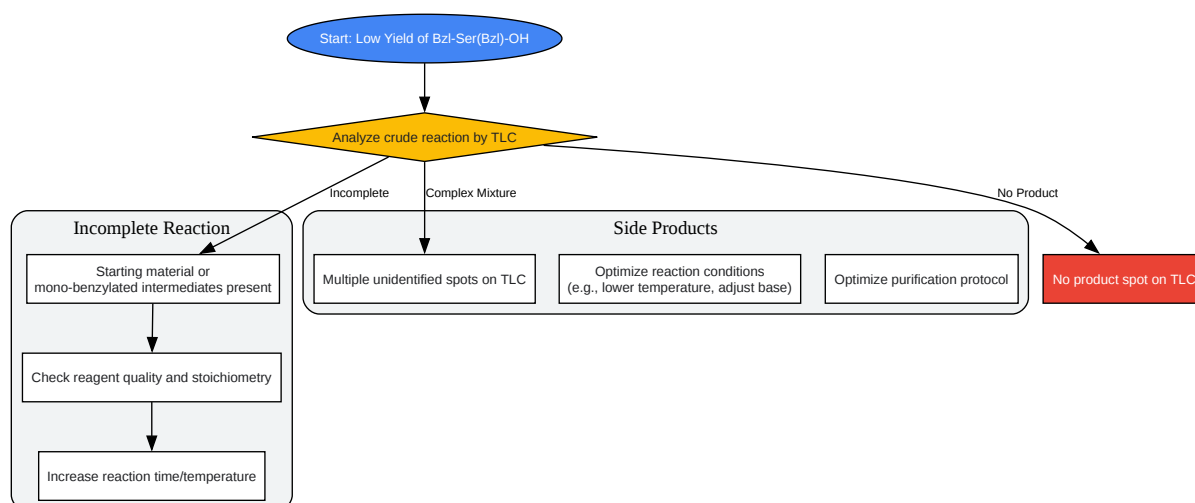 Start: Low Yield of Bzl-Ser(Bzl)-OH
Analyze crude reaction by TLC
Incomplete
Complex Mixture
No Product
Incomplete Reaction
Side Products
Starting material or
mono-benzylated intermediates present
Multiple unidentified spots on TLC
Optimize reaction conditions
(e.g., lower temperature, adjust base)
Optimize purification protocol
No product spot on TLC
Check reagent quality and stoichiometry
Increase reaction time/temperature